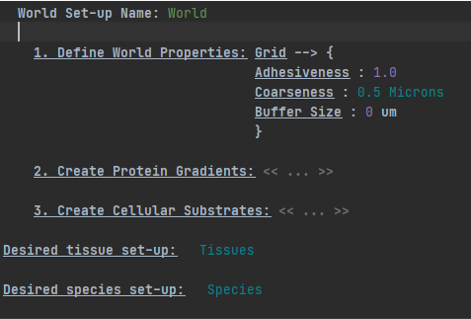 World Set-up Name: World
1. Define World Properties: Grid --> {
Adhesiveness : 1.0
Coarseness : 0.5 Microns
Buffer Size : 0 um
}
2. Create Protein Gradients: << ... >>
3. Create Cellular Substrates: << ... >>
Desired tissue set-up: Tissues
Desired species set-up: Species